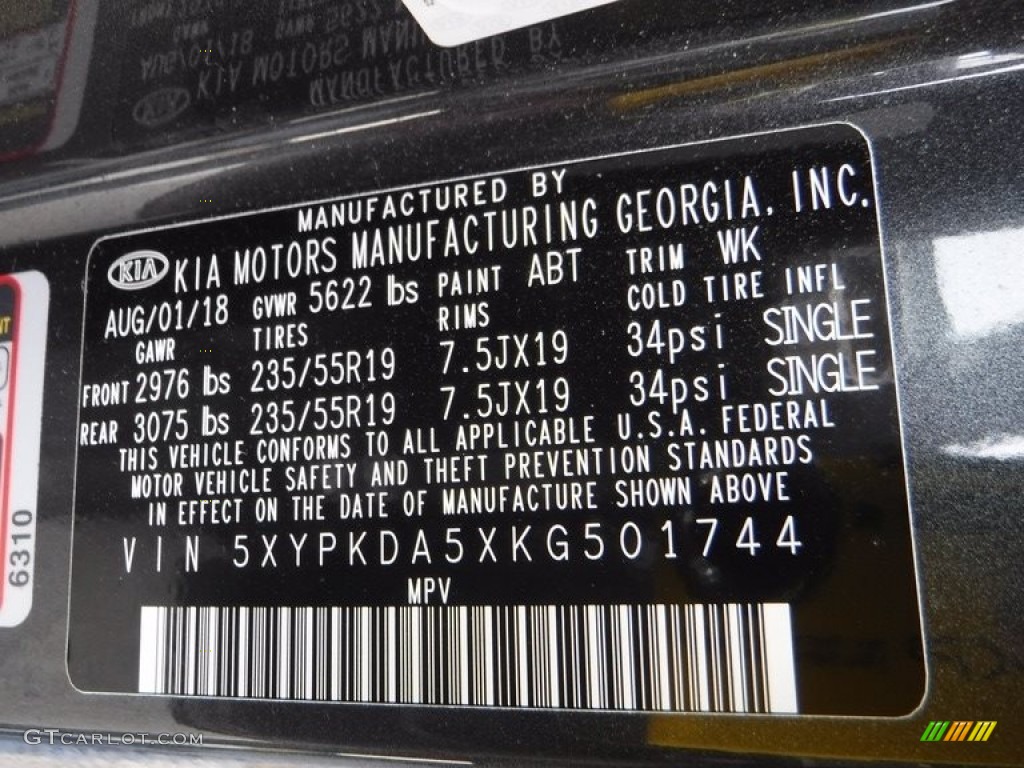 MANUFACTURED BY
KIA KIA MOTORS MANUFACTURING GEORGIA, INC.
AUG/01/18 GVWR 5622 lbs PAINT ABT TRIM WK
GAWR TIRES RIMS COLD TIRE INFL
FRONT 2976 lbs 235/55R19 7.5JX19 34psi SINGLE
REAR 3075 lbs 235/55R19 7.5JX19 34psi SINGLE
THIS VEHICLE CONFORMS TO ALL APPLICABLE U.S.A. FEDERAL
MOTOR VEHICLE SAFETY AND THEFT PREVENTION STANDARDS
IN EFFECT ON THE DATE OF MANUFACTURE SHOWN ABOVE
VIN 5XYPKDA5XKG501744
MPV
6310
GTCARLOT.COM